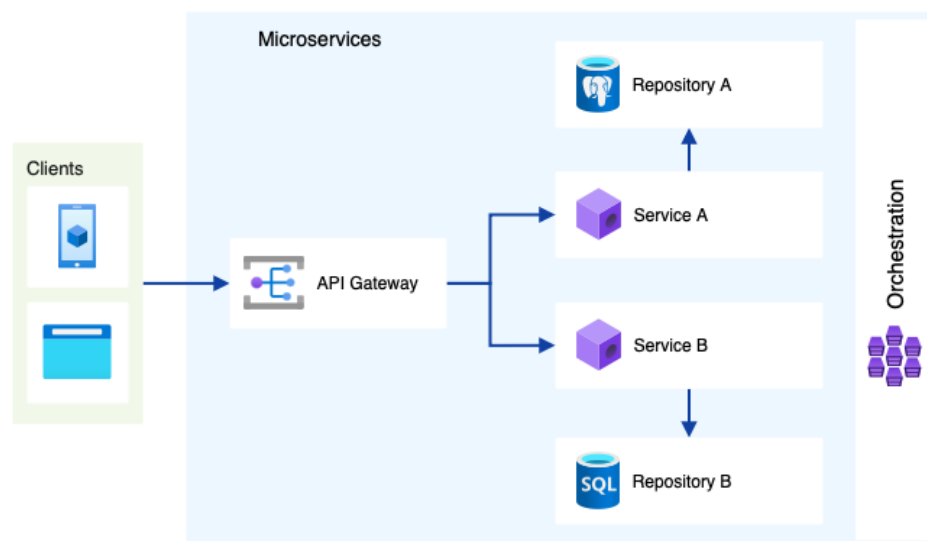 Microservices
Repository A
Clients
Service A
API Gateway
Orchestration
Service B
SQL
Repository B